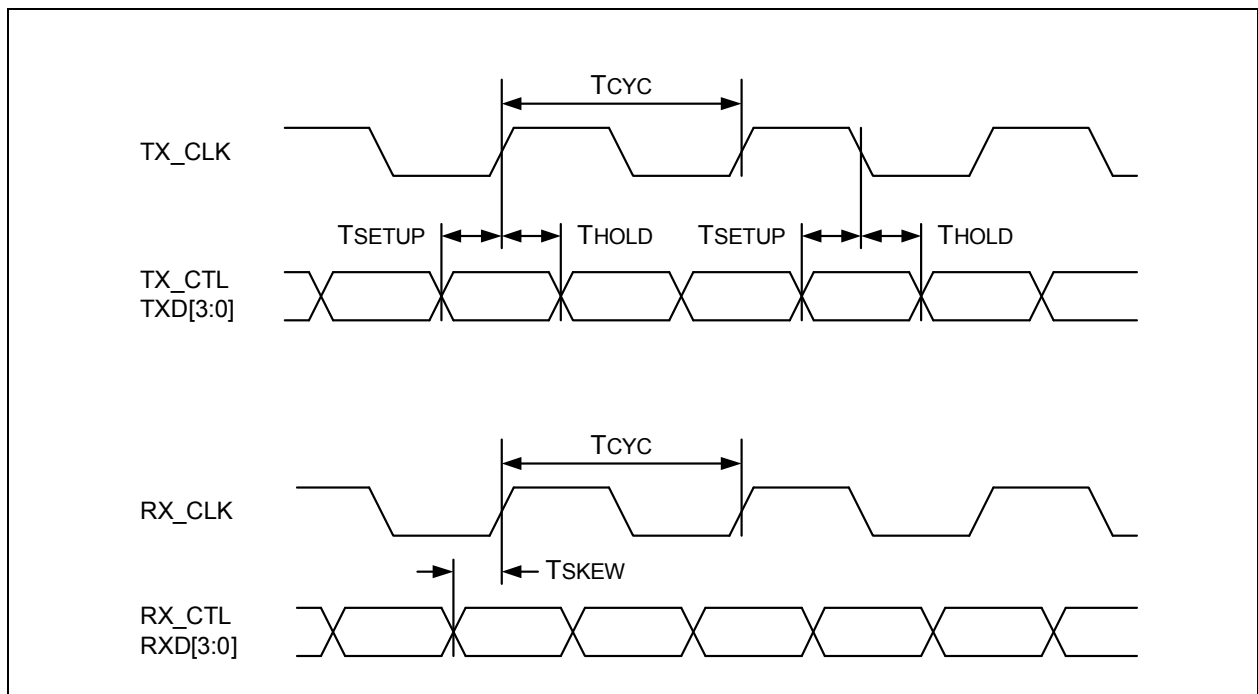 TCYC
TX_CLK
TSETUP THOLD TSETUP THOLD
TX_CTL
TXD[3:0]
TCYC
RX_CLK
TSKEW
RX_CTL
RXD[3:0]